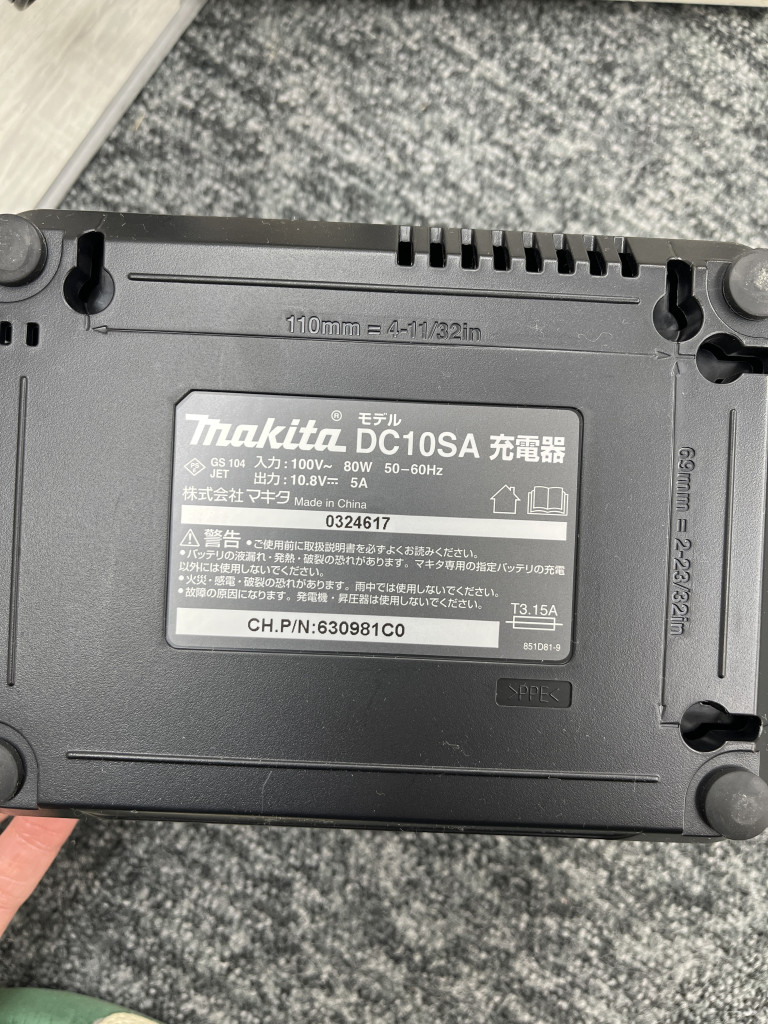 110mm = 4-11/32in
makita® モデル DC10SA 充電器
PS E GS 104 JET 入力 : 100V~ 80W 50-60Hz
出力 : 10.8V⎓ 5A
株式会社 マキタ Made in China
0324617
⚠ 警告 •ご使用前に取扱説明書を必ずよくお読みください。
•バッテリの液漏れ・発熱・破裂の恐れがあります。マキタ専用の指定バッテリの充電
以外には使用しないでください。
•火災・感電・破裂の恐れがあります。雨中では使用しないでください。
•故障の原因になります。発電機・昇圧器は使用しないでください。
T3.15A
CH.P/N:630981C0
851D81-9
>PPE<
69mm = 2-23/32in